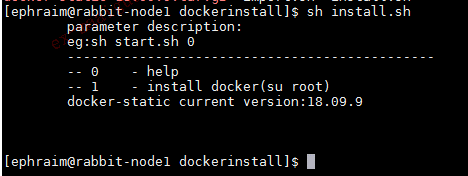 [ephraim@rabbit-node1 dockerinstall]$ sh install.sh
parameter description:
eg:sh start.sh 0
-----------------------------------------------
-- 0 - help
-- 1 - install docker(su root)
docker-static current version:18.09.9
[ephraim@rabbit-node1 dockerinstall]$